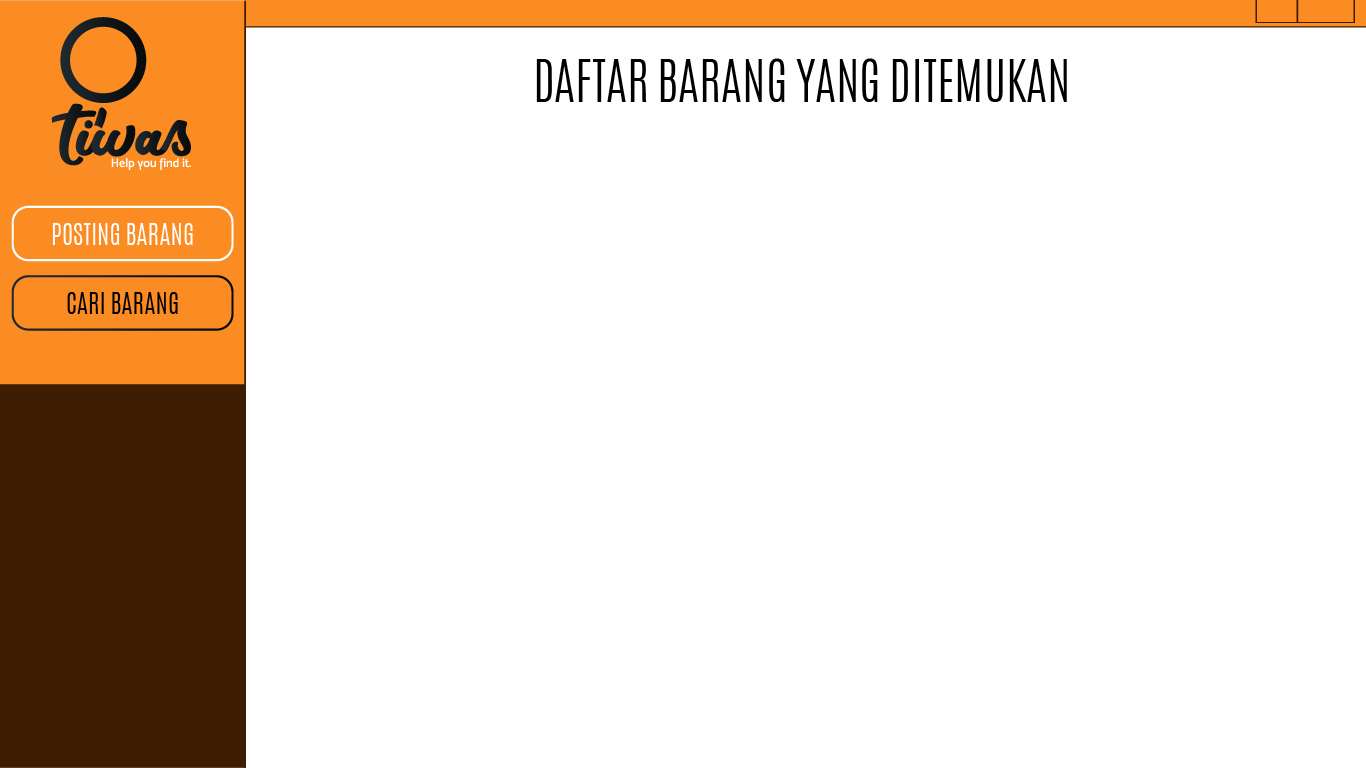 tiwas
Help you find it.
POSTING BARANG
CARI BARANG
DAFTAR BARANG YANG DITEMUKAN